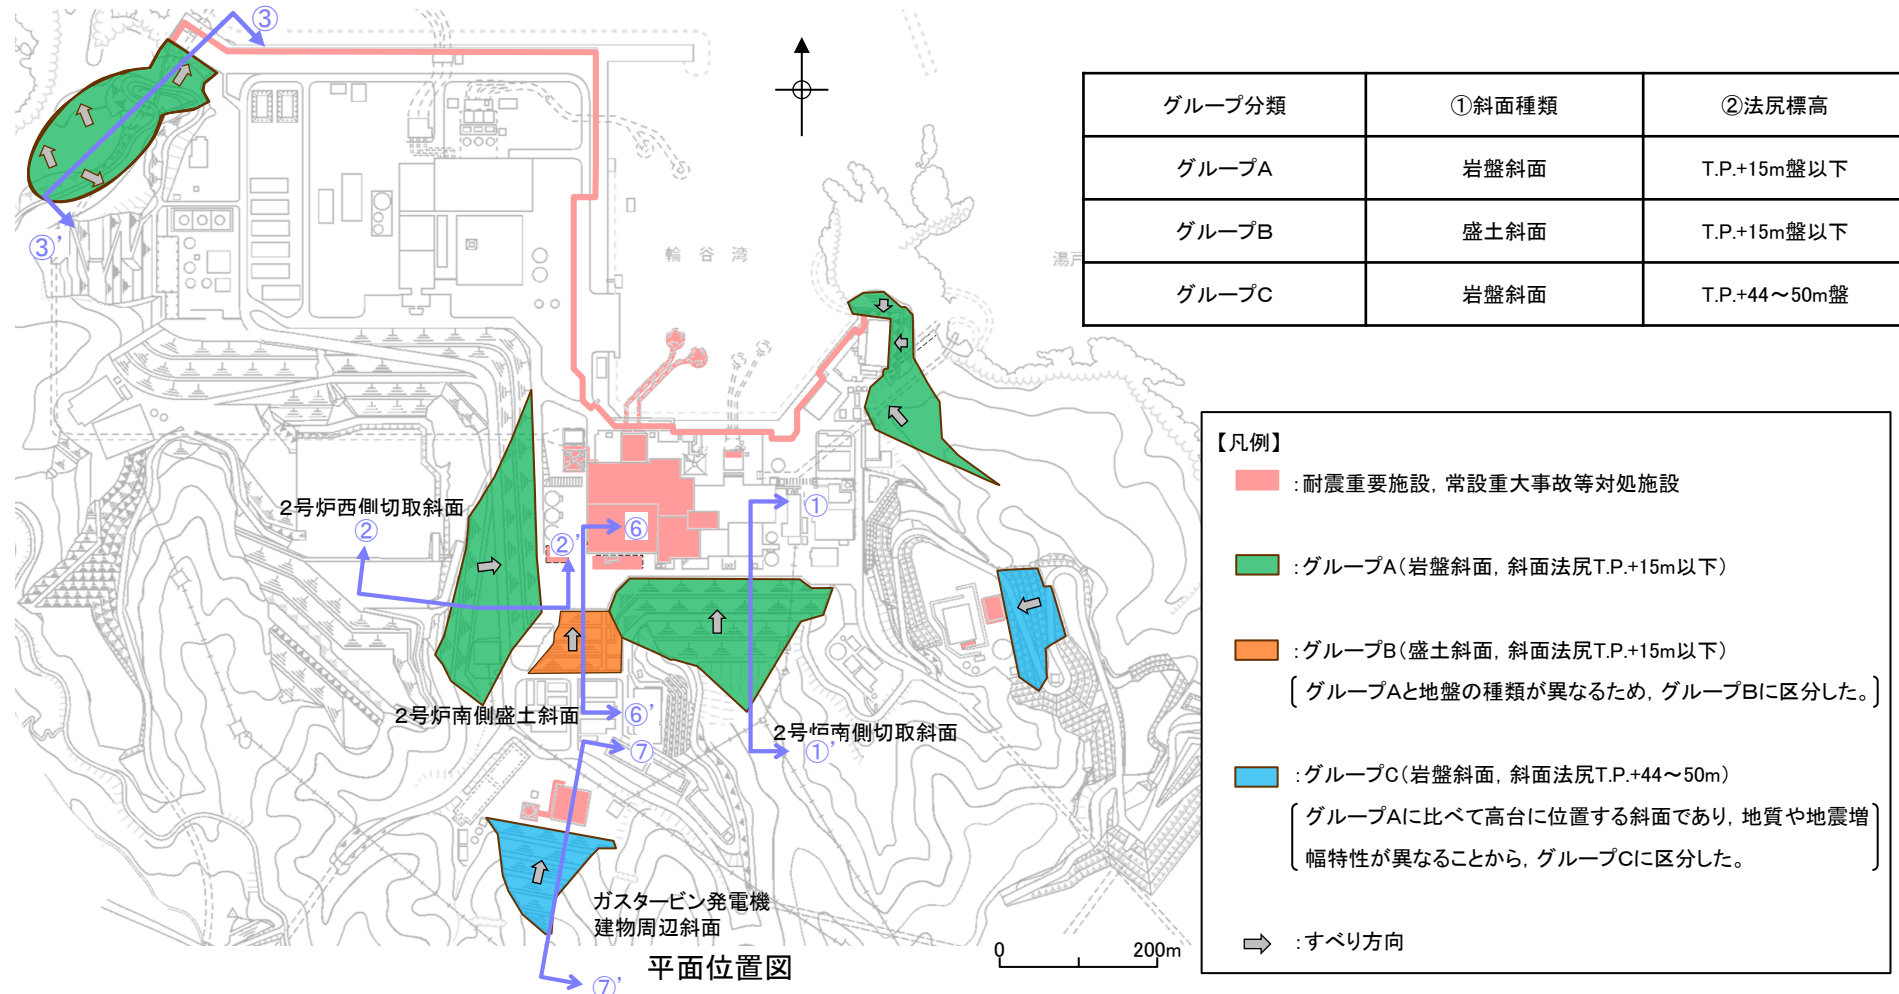 ③
③’
グループ分類 ①斜面種類 ②法尻標高
グループA 岩盤斜面 T.P.+15m盤以下
グループB 盛土斜面 T.P.+15m盤以下
グループC 岩盤斜面 T.P.+44～50m盤
輪谷湾
湯戸
2号炉西側切取斜面
②
②’
⑥
①
2号炉南側盛土斜面
⑥’
2号炉南側切取斜面
①’
⑦
ガスタービン発電機
建物周辺斜面
⑦’
平面位置図
0 200m
【凡例】
：耐震重要施設，常設重大事故等対処施設
：グループA（岩盤斜面，斜面法尻T.P.+15m以下）
：グループB（盛土斜面，斜面法尻T.P.+15m以下）
グループAと地盤の種類が異なるため，グループBに区分した。
：グループC（岩盤斜面，斜面法尻T.P.+44～50m）
グループAに比べて高台に位置する斜面であり，地質や地震増
幅特性が異なることから，グループCに区分した。
：すべり方向